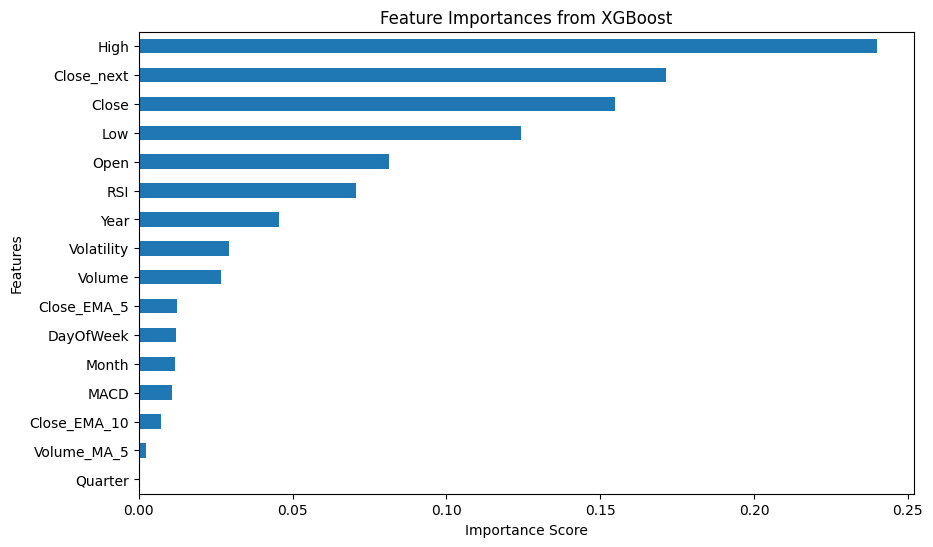 Feature Importances from XGBoost
High
Close_next
Close
Low
Open
RSI
Year
Volatility
Volume
Close_EMA_5
DayOfWeek
Month
MACD
Close_EMA_10
Volume_MA_5
Quarter
Features
0.00 0.05 0.10 0.15 0.20 0.25
Importance Score